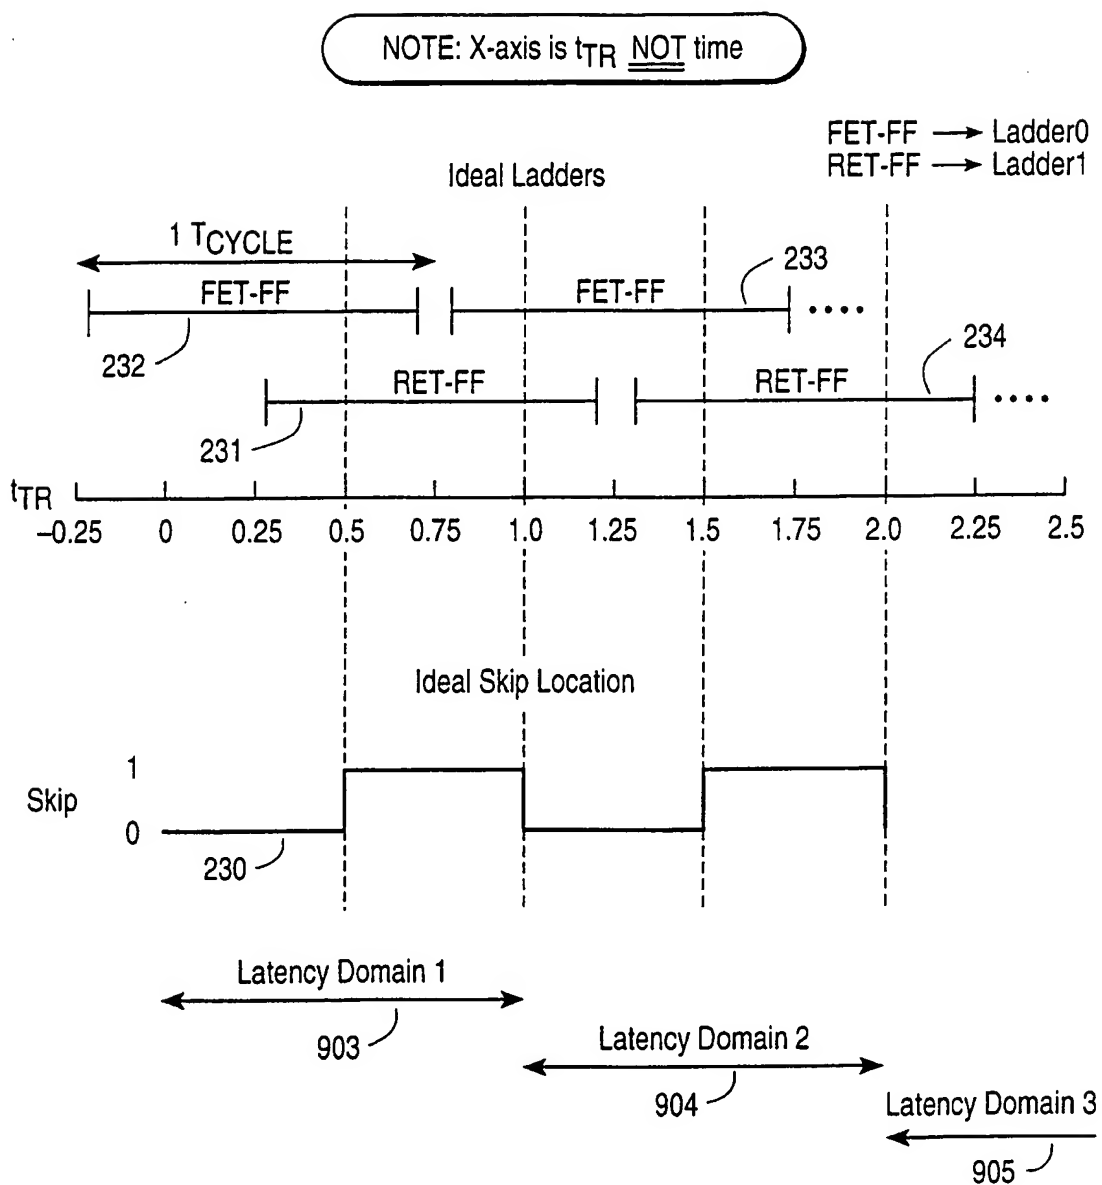 NOTE: X-axis is tTR NOT time
FET-FF → Ladder0
RET-FF → Ladder1
Ideal Ladders
1 TCYCLE
233
FET-FF
FET-FF
232
234
RET-FF
RET-FF
231
tTR
−0.25 0 0.25 0.5 0.75 1.0 1.25 1.5 1.75 2.0 2.25 2.5
Ideal Skip Location
1
Skip
0
230
Latency Domain 1
903
Latency Domain 2
904
Latency Domain 3
905